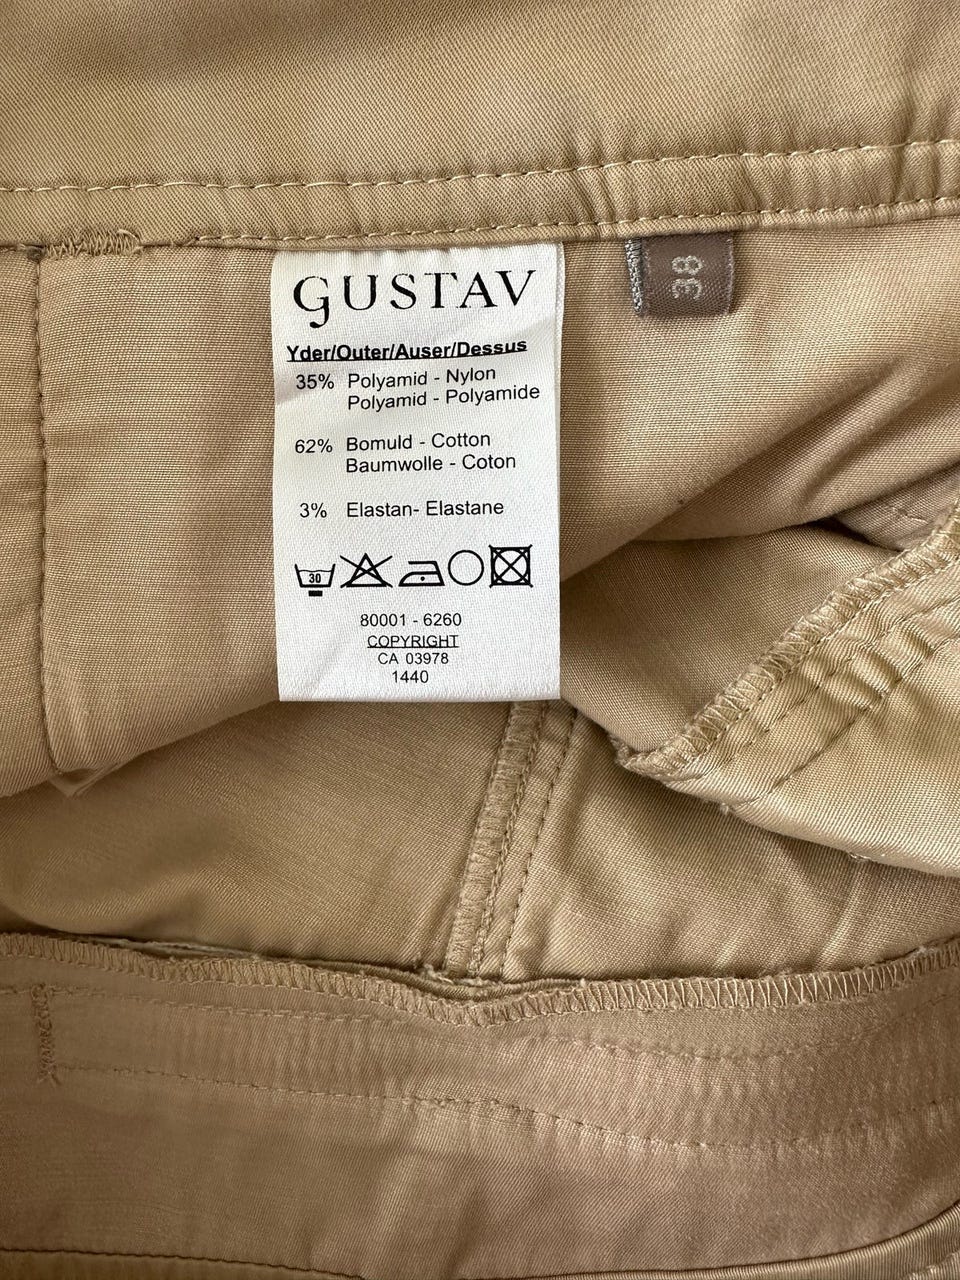 GUSTAV
38
Yder/Outer/Auser/Dessus
35% Polyamid - Nylon
Polyamid - Polyamide
62% Bomuld - Cotton
Baumwolle - Coton
3% Elastan- Elastane
30
80001 - 6260
COPYRIGHT
CA 03978
1440